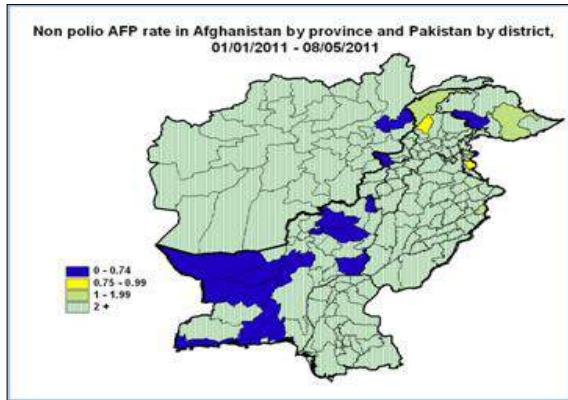 Non polio AFP rate in Afghanistan by province and Pakistan by district,
01/01/2011 - 08/05/2011
0 - 0.74
0.75 - 0.99
1 - 1.99
2 +